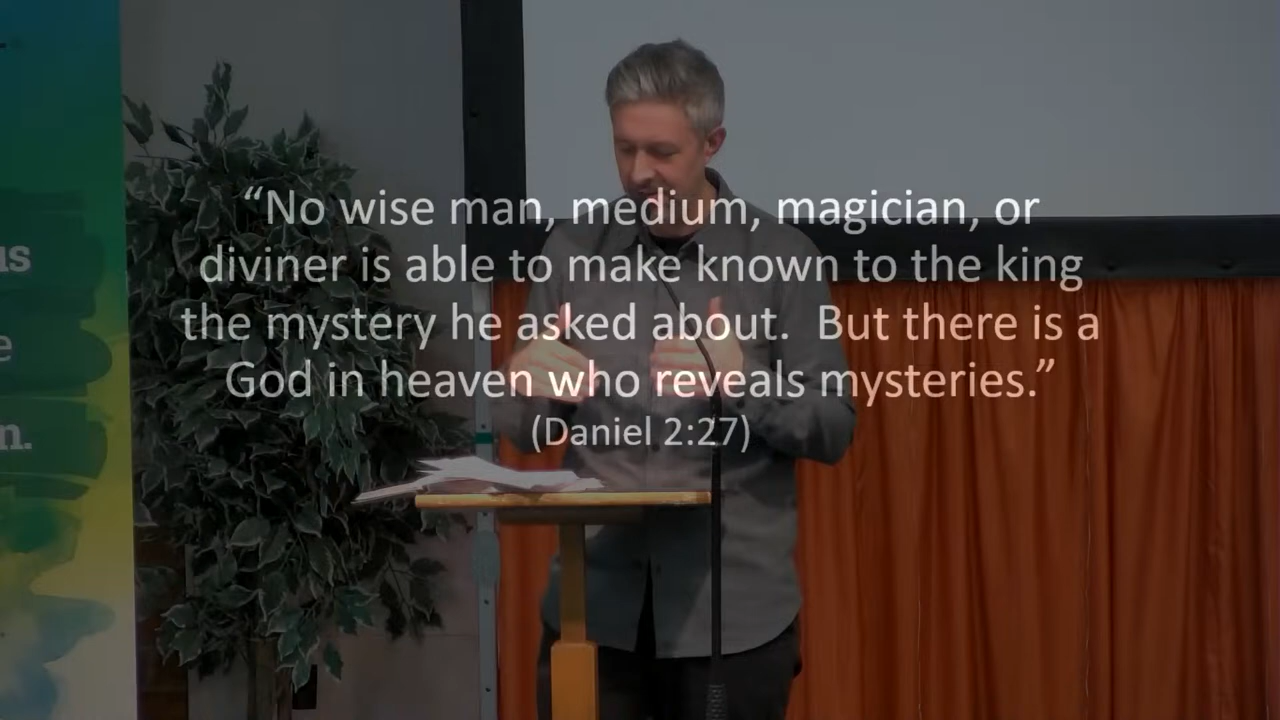 “No wise man, medium, magician, or
diviner is able to make known to the king
the mystery he asked about.  But there is a
God in heaven who reveals mysteries.”
(Daniel 2:27)
us
e
n.